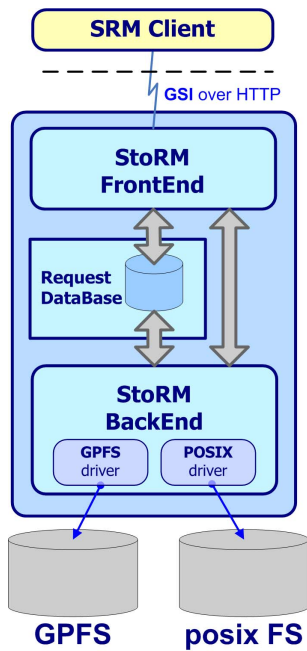 SRM Client
GSI over HTTP
StoRM
FrontEnd
Request
DataBase
StoRM
BackEnd
GPFS
driver
POSIX
driver
GPFS
posix FS